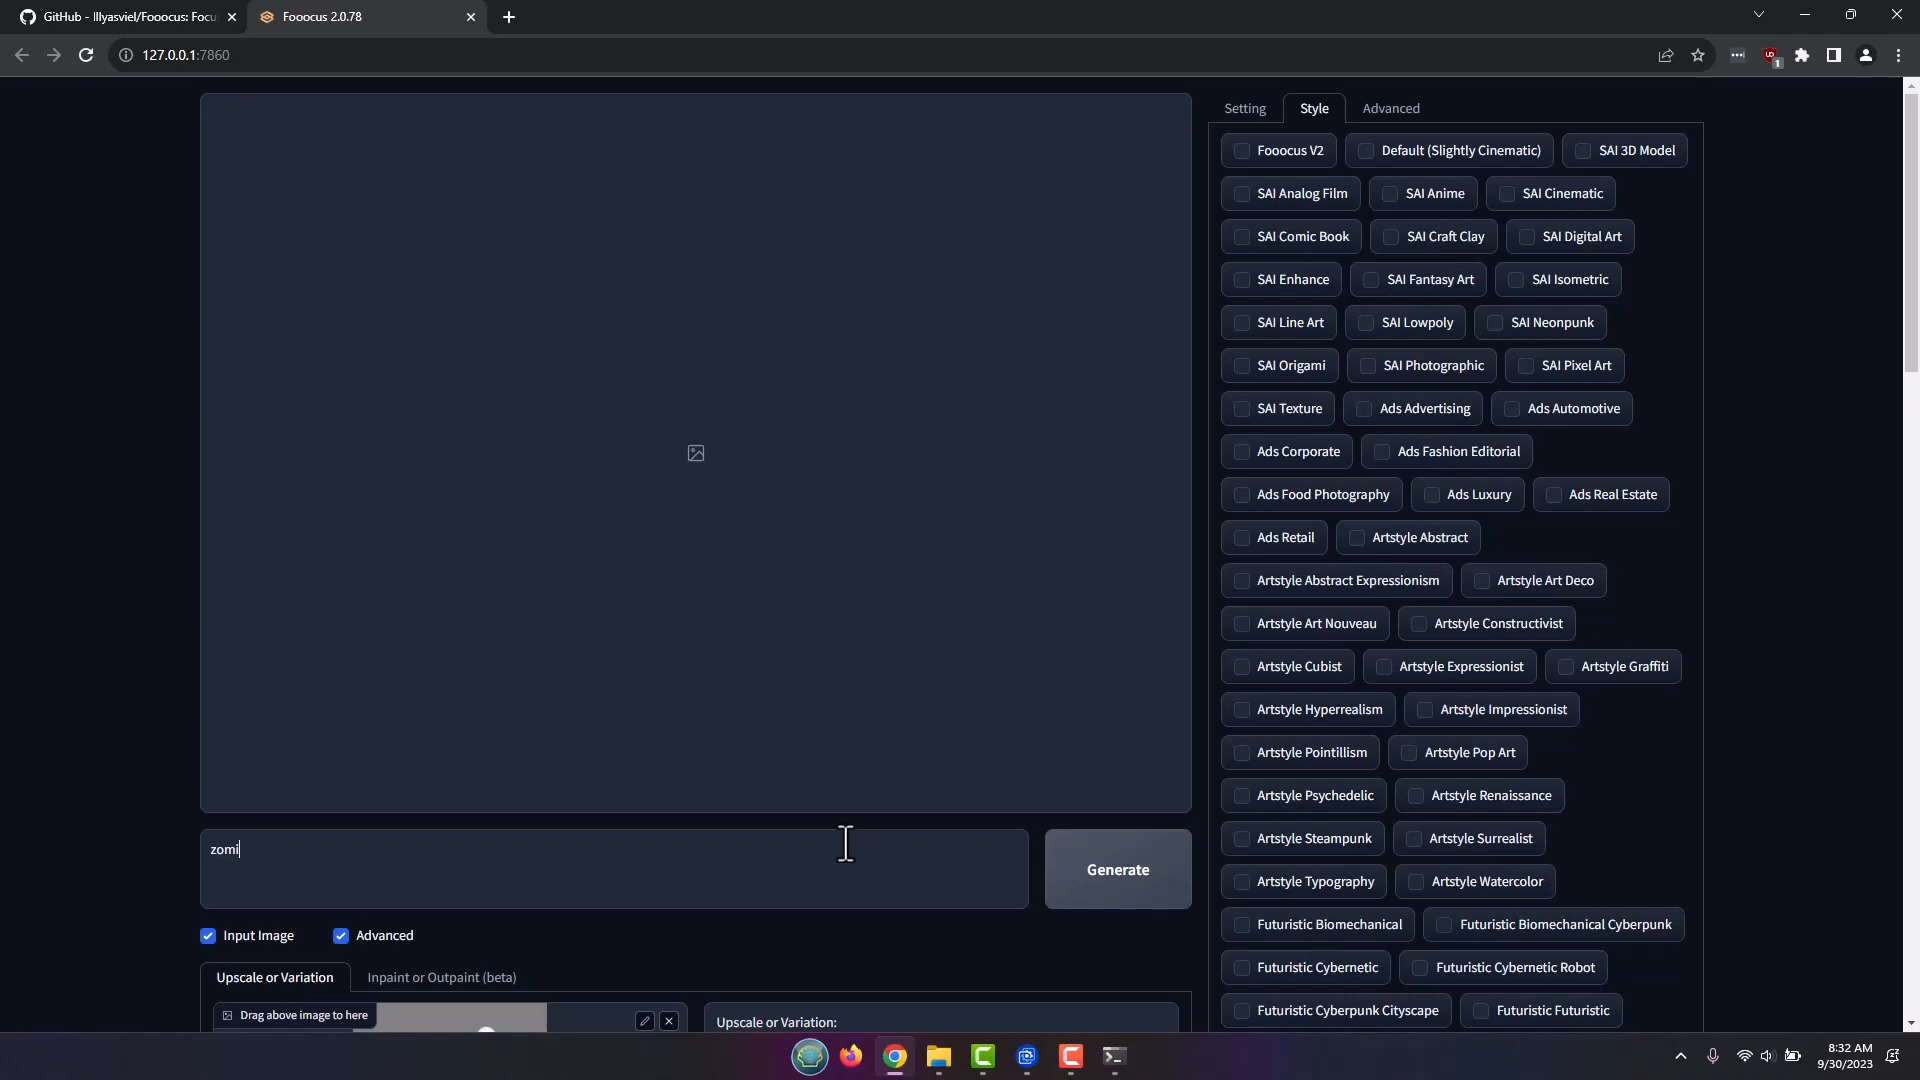 GitHub - lllyasviel/Fooocus: Focu
Fooocus 2.0.78
127.0.0.1:7860
1
Setting
Style
Advanced
Fooocus V2
Default (Slightly Cinematic)
SAI 3D Model
SAI Analog Film
SAI Anime
SAI Cinematic
SAI Comic Book
SAI Craft Clay
SAI Digital Art
SAI Enhance
SAI Fantasy Art
SAI Isometric
SAI Line Art
SAI Lowpoly
SAI Neonpunk
SAI Origami
SAI Photographic
SAI Pixel Art
SAI Texture
Ads Advertising
Ads Automotive
Ads Corporate
Ads Fashion Editorial
Ads Food Photography
Ads Luxury
Ads Real Estate
Ads Retail
Artstyle Abstract
Artstyle Abstract Expressionism
Artstyle Art Deco
Artstyle Art Nouveau
Artstyle Constructivist
Artstyle Cubist
Artstyle Expressionist
Artstyle Graffiti
Artstyle Hyperrealism
Artstyle Impressionist
Artstyle Pointillism
Artstyle Pop Art
Artstyle Psychedelic
Artstyle Renaissance
Artstyle Steampunk
Artstyle Surrealist
Artstyle Typography
Artstyle Watercolor
Futuristic Biomechanical
Futuristic Biomechanical Cyberpunk
Futuristic Cybernetic
Futuristic Cybernetic Robot
Futuristic Cyberpunk Cityscape
Futuristic Futuristic
zomi
Generate
Input Image
Advanced
Upscale or Variation
Inpaint or Outpaint (beta)
Drag above image to here
Upscale or Variation:
8:32 AM
9/30/2023